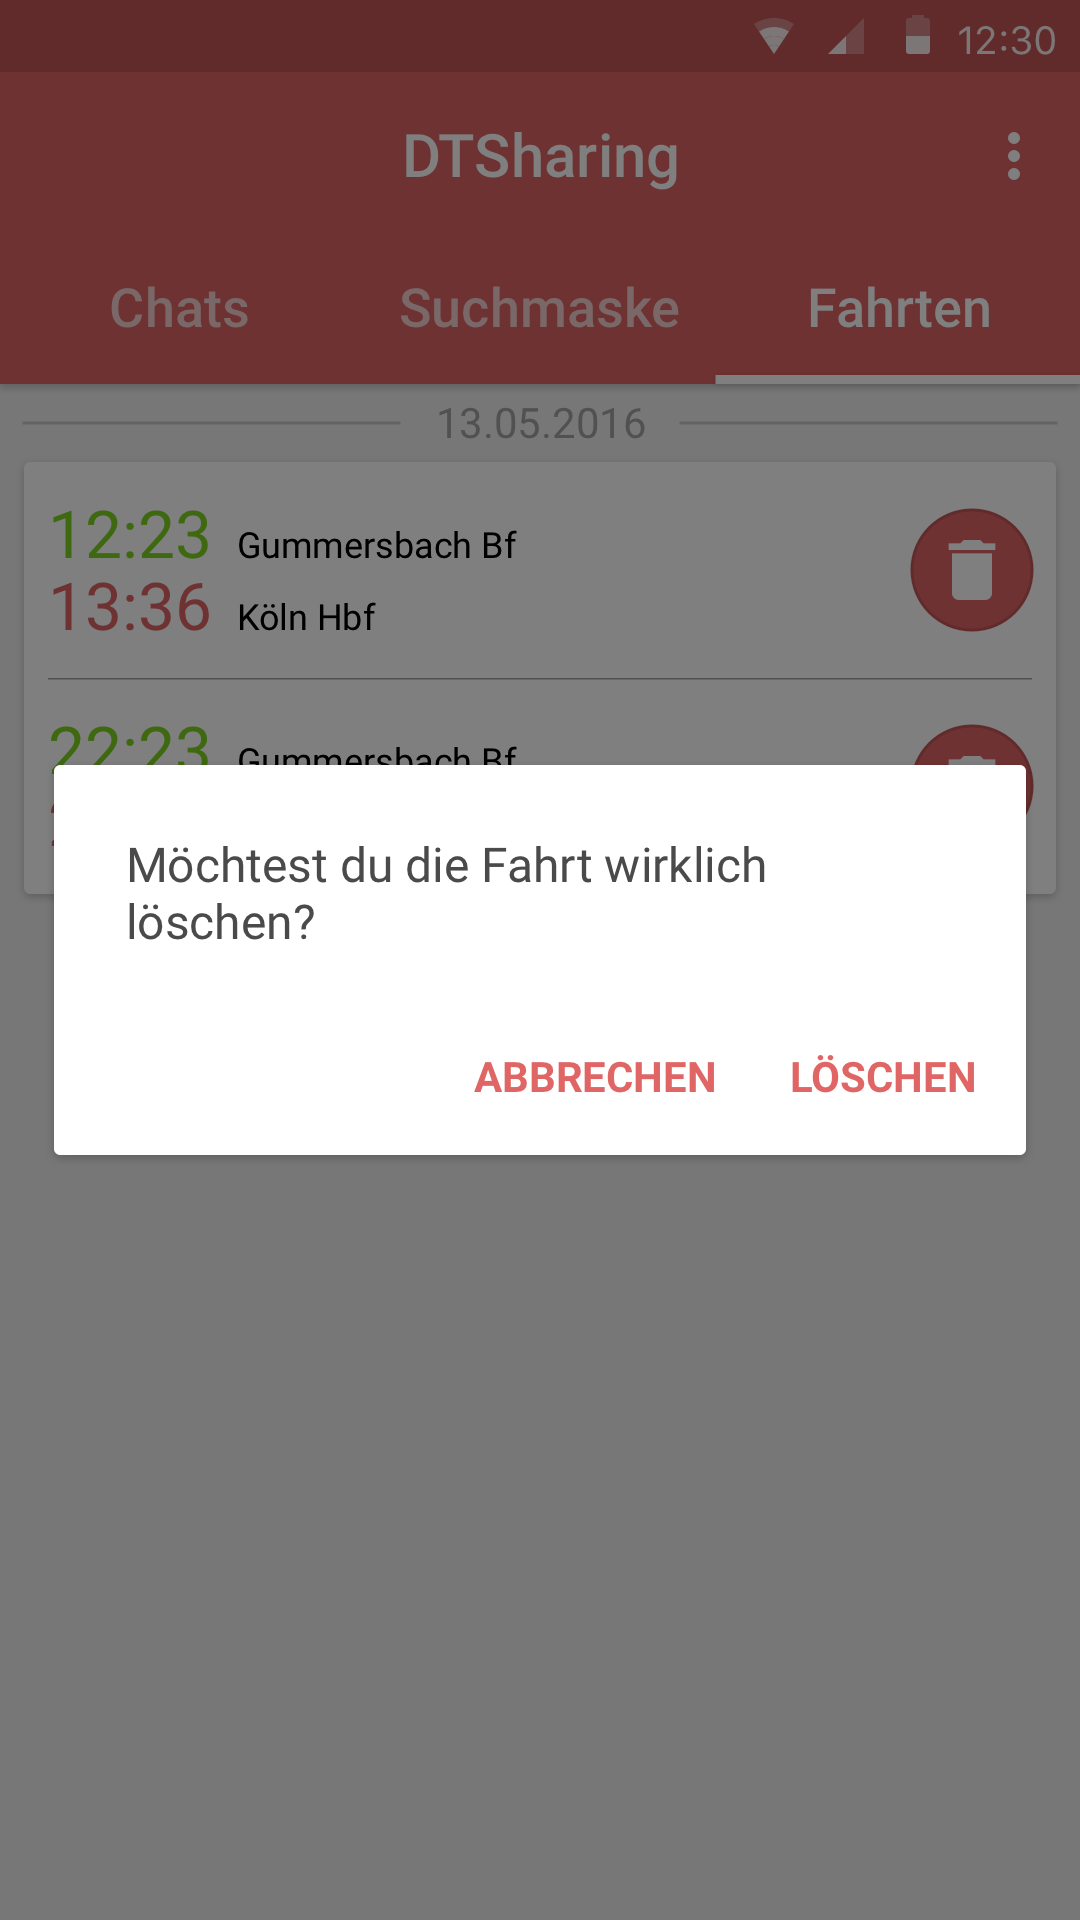 12:30
DTSharing
Chats Suchmaske Fahrten
13.05.2016
12:23 Gummersbach Bf
13:36 Köln Hbf
22:23 Gummersbach Bf
Möchtest du die Fahrt wirklich
löschen?
ABBRECHEN LÖSCHEN